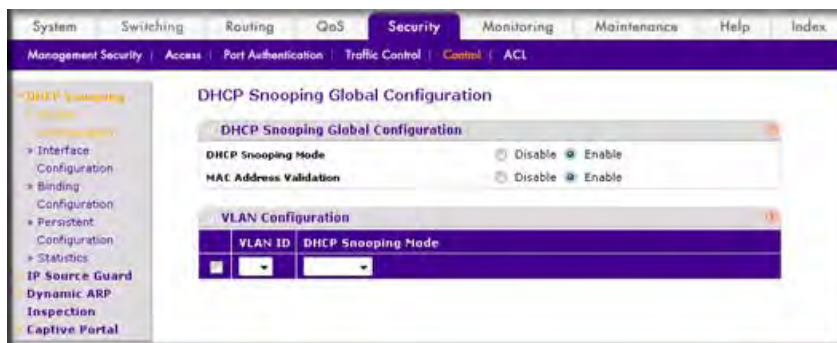 System Switching Routing QoS Security Monitoring Maintenance Help Index
Management Security Access Port Authentication Traffic Control Control ACL
DHCP Snooping
Configuration
» Interface
Configuration
» Binding
Configuration
» Persistent
Configuration
» Statistics
IP Source Guard
Dynamic ARP
Inspection
Captive Portal
DHCP Snooping Global Configuration
DHCP Snooping Global Configuration
DHCP Snooping Mode Disable Enable
MAC Address Validation Disable Enable
VLAN Configuration
VLAN ID DHCP Snooping Mode